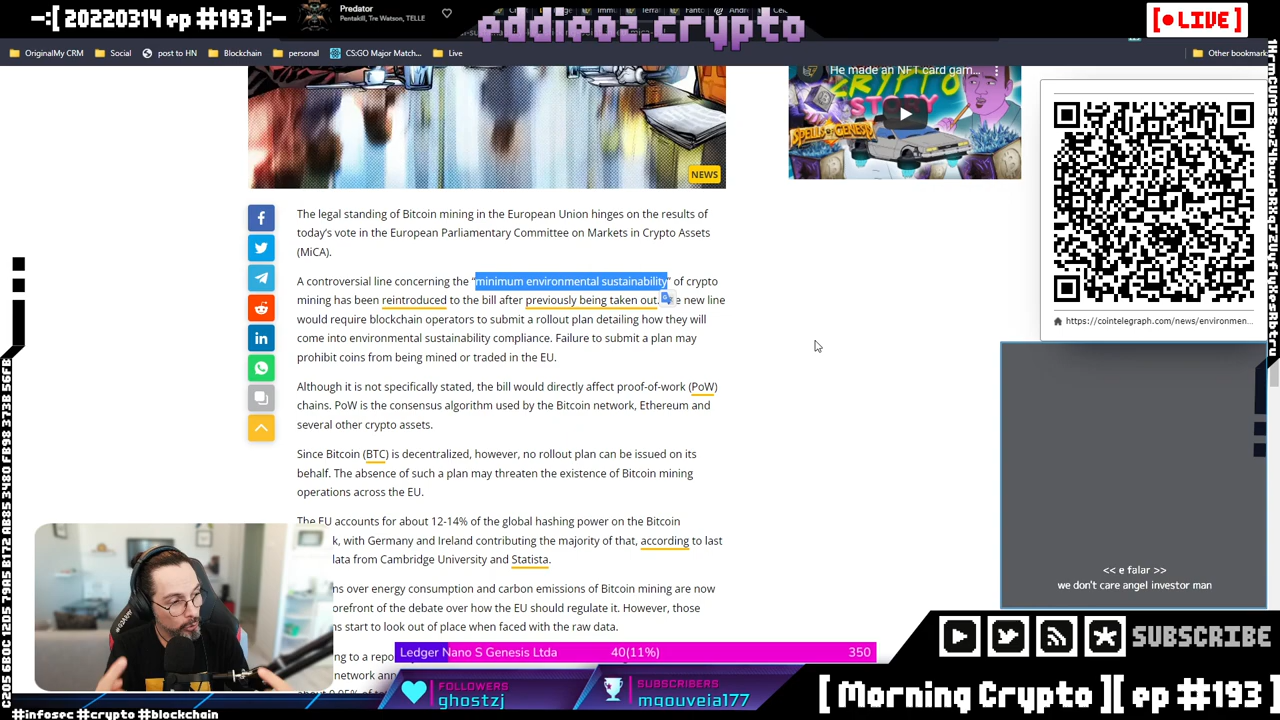 -:[ 20220314 ep #193 ]:-
Predator
Pentakill, Tre Watson, TELLE
eddieoz.crypto
[ • LIVE ]
OriginalMy CRM
Social
post to HN
Blockchain
personal
CS:GO Major Match...
Live
Other bookmark
He made an NFT card gam...
CRYPTO
STORY
SPELLS OF GENESIS
NEWS
The legal standing of Bitcoin mining in the European Union hinges on the results of
today's vote in the European Parliamentary Committee on Markets in Crypto Assets
(MiCA).
A controversial line concerning the "minimum environmental sustainability" of crypto
mining has been reintroduced to the bill after previously being taken out. e new line
would require blockchain operators to submit a rollout plan detailing how they will
come into environmental sustainability compliance. Failure to submit a plan may
prohibit coins from being mined or traded in the EU.
Although it is not specifically stated, the bill would directly affect proof-of-work (PoW)
chains. PoW is the consensus algorithm used by the Bitcoin network, Ethereum and
several other crypto assets.
Since Bitcoin (BTC) is decentralized, however, no rollout plan can be issued on its
behalf. The absence of such a plan may threaten the existence of Bitcoin mining
operations across the EU.
The EU accounts for about 12-14% of the global hashing power on the Bitcoin
k, with Germany and Ireland contributing the majority of that, according to last
data from Cambridge University and Statista.
ns over energy consumption and carbon emissions of Bitcoin mining are now
orefront of the debate over how the EU should regulate it. However, those
ns start to look out of place when faced with the raw data.
https://cointelegraph.com/news/environmen...
<< e falar >>
we don't care angel investor man
Ledger Nano S Genesis Ltda 40(11%) 350
FOLLOWERS
ghostzj
SUBSCRIBERS
mgouveia177
SUBSCRIBE
[ Morning Crypto ][ ep #193 ]
#infosec #crypto #blockchain